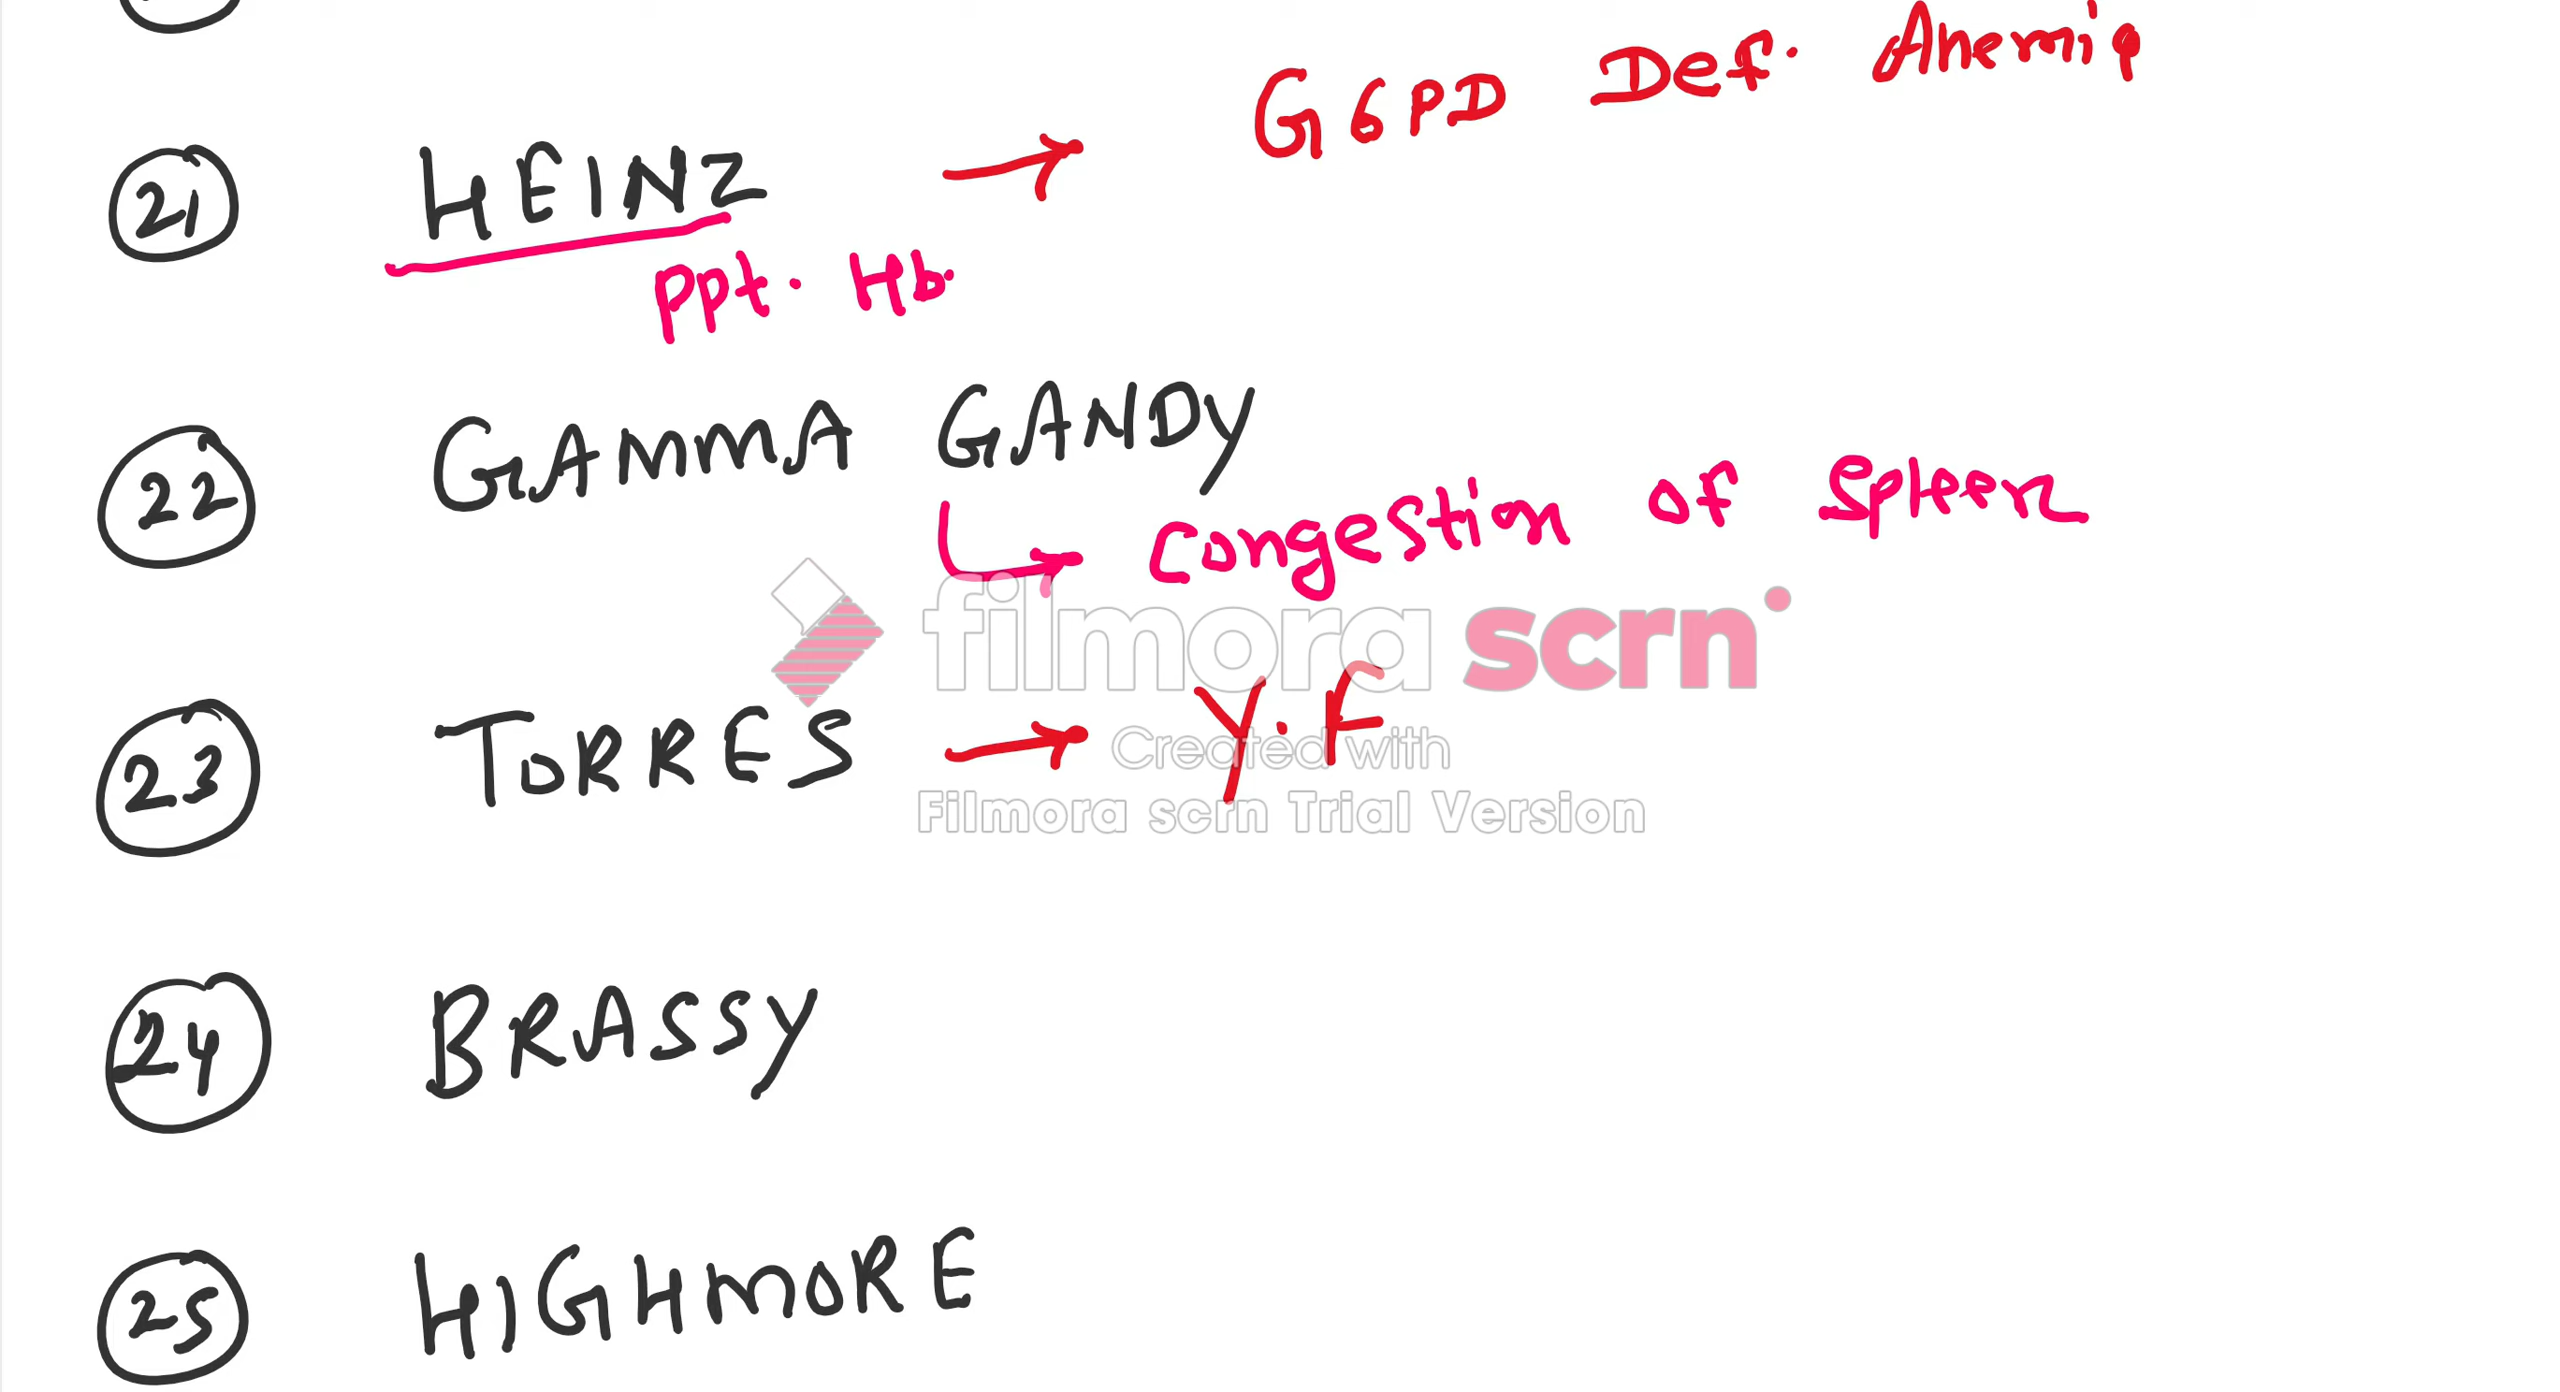 G6PD Def. Anemia
21 HEINZ →
Ppt. Hb.
22 GAMMA GANDY
Congestion of Spleen
filmora scrn
23 TORRES → Y.F
Created with
Filmora scrn Trial Version
24 BRASSY
25 HIGHMORE